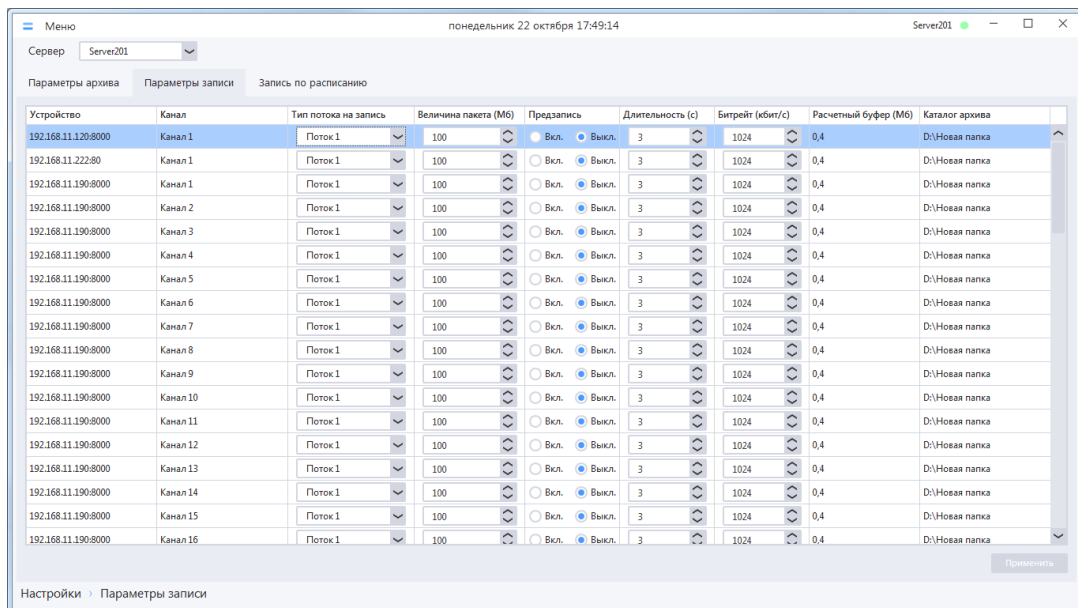 Меню понедельник 22 октября 17:49:14 Server201
Сервер Server201
Параметры архива Параметры записи Запись по расписанию
Устройство Канал Тип потока на запись Величина пакета (Мб) Предзапись Длительность (с) Битрейт (кбит/с) Расчетный буфер (Мб) Каталог архива
192.168.11.120:8000 Канал 1 Поток 1 100 Вкл. Выкл. 3 1024 0,4 D:\Новая папка
192.168.11.222:80 Канал 1 Поток 1 100 Вкл. Выкл. 3 1024 0,4 D:\Новая папка
192.168.11.190:8000 Канал 1 Поток 1 100 Вкл. Выкл. 3 1024 0,4 D:\Новая папка
192.168.11.190:8000 Канал 2 Поток 1 100 Вкл. Выкл. 3 1024 0,4 D:\Новая папка
192.168.11.190:8000 Канал 3 Поток 1 100 Вкл. Выкл. 3 1024 0,4 D:\Новая папка
192.168.11.190:8000 Канал 4 Поток 1 100 Вкл. Выкл. 3 1024 0,4 D:\Новая папка
192.168.11.190:8000 Канал 5 Поток 1 100 Вкл. Выкл. 3 1024 0,4 D:\Новая папка
192.168.11.190:8000 Канал 6 Поток 1 100 Вкл. Выкл. 3 1024 0,4 D:\Новая папка
192.168.11.190:8000 Канал 7 Поток 1 100 Вкл. Выкл. 3 1024 0,4 D:\Новая папка
192.168.11.190:8000 Канал 8 Поток 1 100 Вкл. Выкл. 3 1024 0,4 D:\Новая папка
192.168.11.190:8000 Канал 9 Поток 1 100 Вкл. Выкл. 3 1024 0,4 D:\Новая папка
192.168.11.190:8000 Канал 10 Поток 1 100 Вкл. Выкл. 3 1024 0,4 D:\Новая папка
192.168.11.190:8000 Канал 11 Поток 1 100 Вкл. Выкл. 3 1024 0,4 D:\Новая папка
192.168.11.190:8000 Канал 12 Поток 1 100 Вкл. Выкл. 3 1024 0,4 D:\Новая папка
192.168.11.190:8000 Канал 13 Поток 1 100 Вкл. Выкл. 3 1024 0,4 D:\Новая папка
192.168.11.190:8000 Канал 14 Поток 1 100 Вкл. Выкл. 3 1024 0,4 D:\Новая папка
192.168.11.190:8000 Канал 15 Поток 1 100 Вкл. Выкл. 3 1024 0,4 D:\Новая папка
192.168.11.190:8000 Канал 16 Поток 1 100 Вкл. Выкл. 3 1024 0,4 D:\Новая папка
Применить
Настройки › Параметры записи